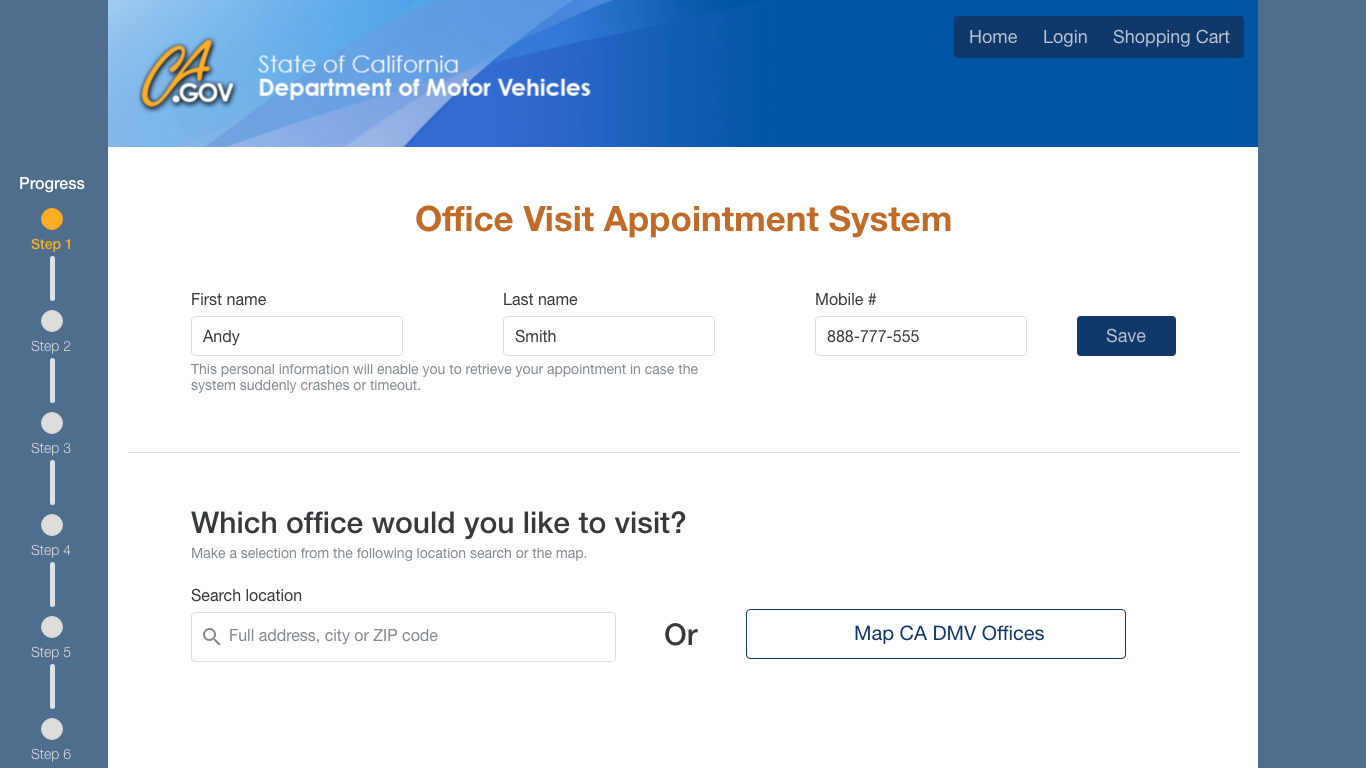 Home Login Shopping Cart
CA
.GOV
State of California
Department of Motor Vehicles
Progress
Step 1
Step 2
Step 3
Step 4
Step 5
Step 6
Office Visit Appointment System
First name Last name Mobile #
Andy Smith 888-777-555 Save
This personal information will enable you to retrieve your appointment in case the
system suddenly crashes or timeout.
Which office would you like to visit?
Make a selection from the following location search or the map.
Search location
Full address, city or ZIP code Or Map CA DMV Offices